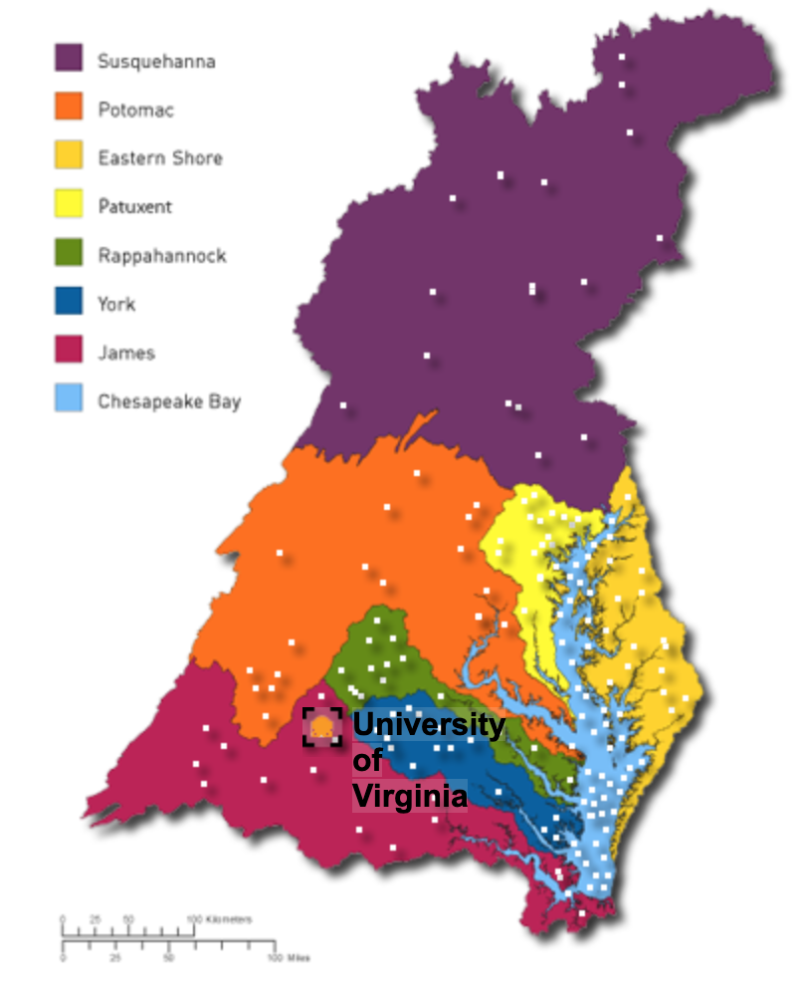 Susquehanna
Potomac
Eastern Shore
Patuxent
Rappahannock
York
James
Chesapeake Bay
University
of
Virginia
0 25 50 100 Kilometers
0 25 50 100 Miles